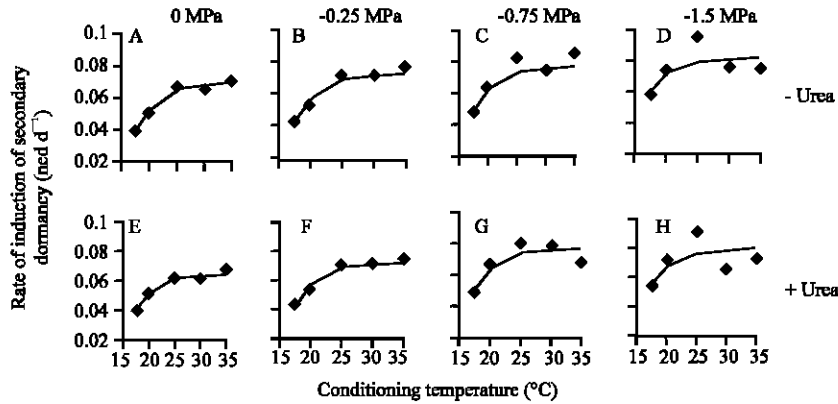 0 MPa -0.25 MPa -0.75 MPa -1.5 MPa
Rate of induction of secondary
dormancy (ned d⁻¹)
0.1 A B C D
0.08
0.06 - Urea
0.04
0.02
0.1 E F G H
0.08
0.06 + Urea
0.04
0.02
15 20 25 30 35 15 20 25 30 35 15 20 25 30 35 15 20 25 30 35
Conditioning temperature (°C)